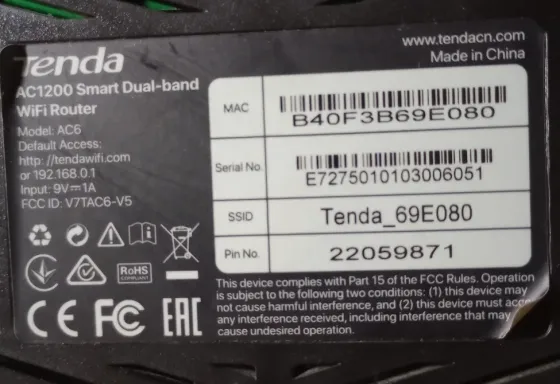 Tenda
www.tendacn.com
Made in China
AC1200 Smart Dual-band
WiFi Router
Model: AC6
Default Access:
http://tendawifi.com
or 192.168.0.1
Input: 9V⎓1A
FCC ID: V7TAC6-V5
MAC
B40F3B69E080
Serial No.
E7275010103006051
SSID
Tenda_69E080
Pin No.
22059871
RoHS
COMPLIANT
CE FC EAC
This device complies with Part 15 of the FCC Rules. Operation
is subject to the following two conditions: (1) this device may
not cause harmful interference, and (2) this device must
any interference received, including interference that may
cause undesired operation.